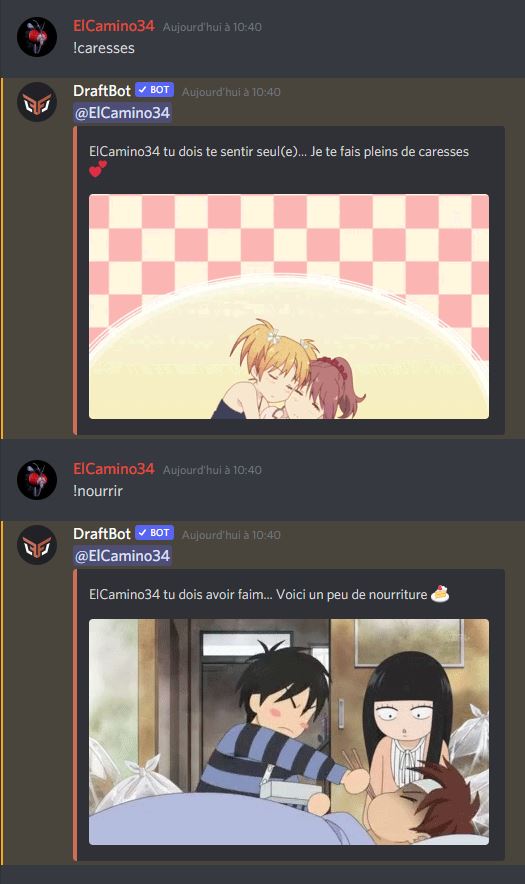 ElCamino34 Aujourd'hui à 10:40
!caresses
DraftBot ✓ BOT Aujourd'hui à 10:40
@ElCamino34
ElCamino34 tu dois te sentir seul(e)... Je te fais pleins de caresses
💕
ElCamino34 Aujourd'hui à 10:40
!nourrir
DraftBot ✓ BOT Aujourd'hui à 10:40
@ElCamino34
ElCamino34 tu dois avoir faim... Voici un peu de nourriture 🍰